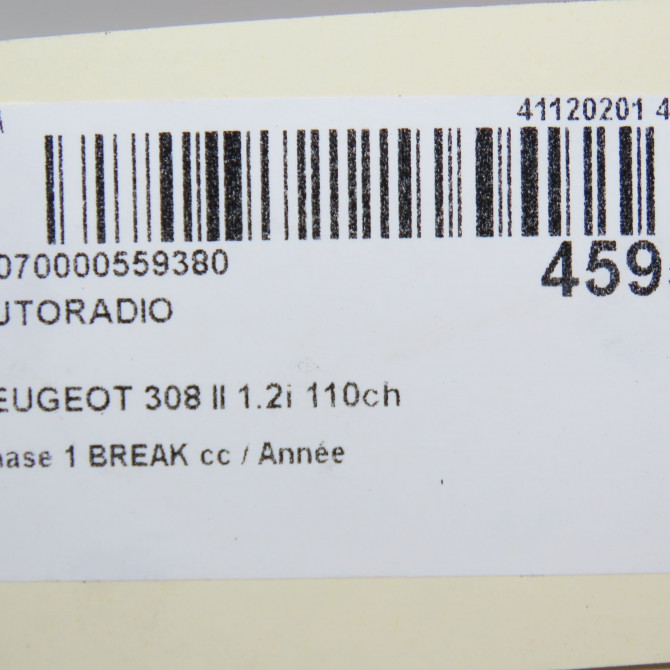 41120201 4
070000559380
459
UTORADIO
EUGEOT 308 II 1.2i 110ch
hase 1 BREAK cc / Année